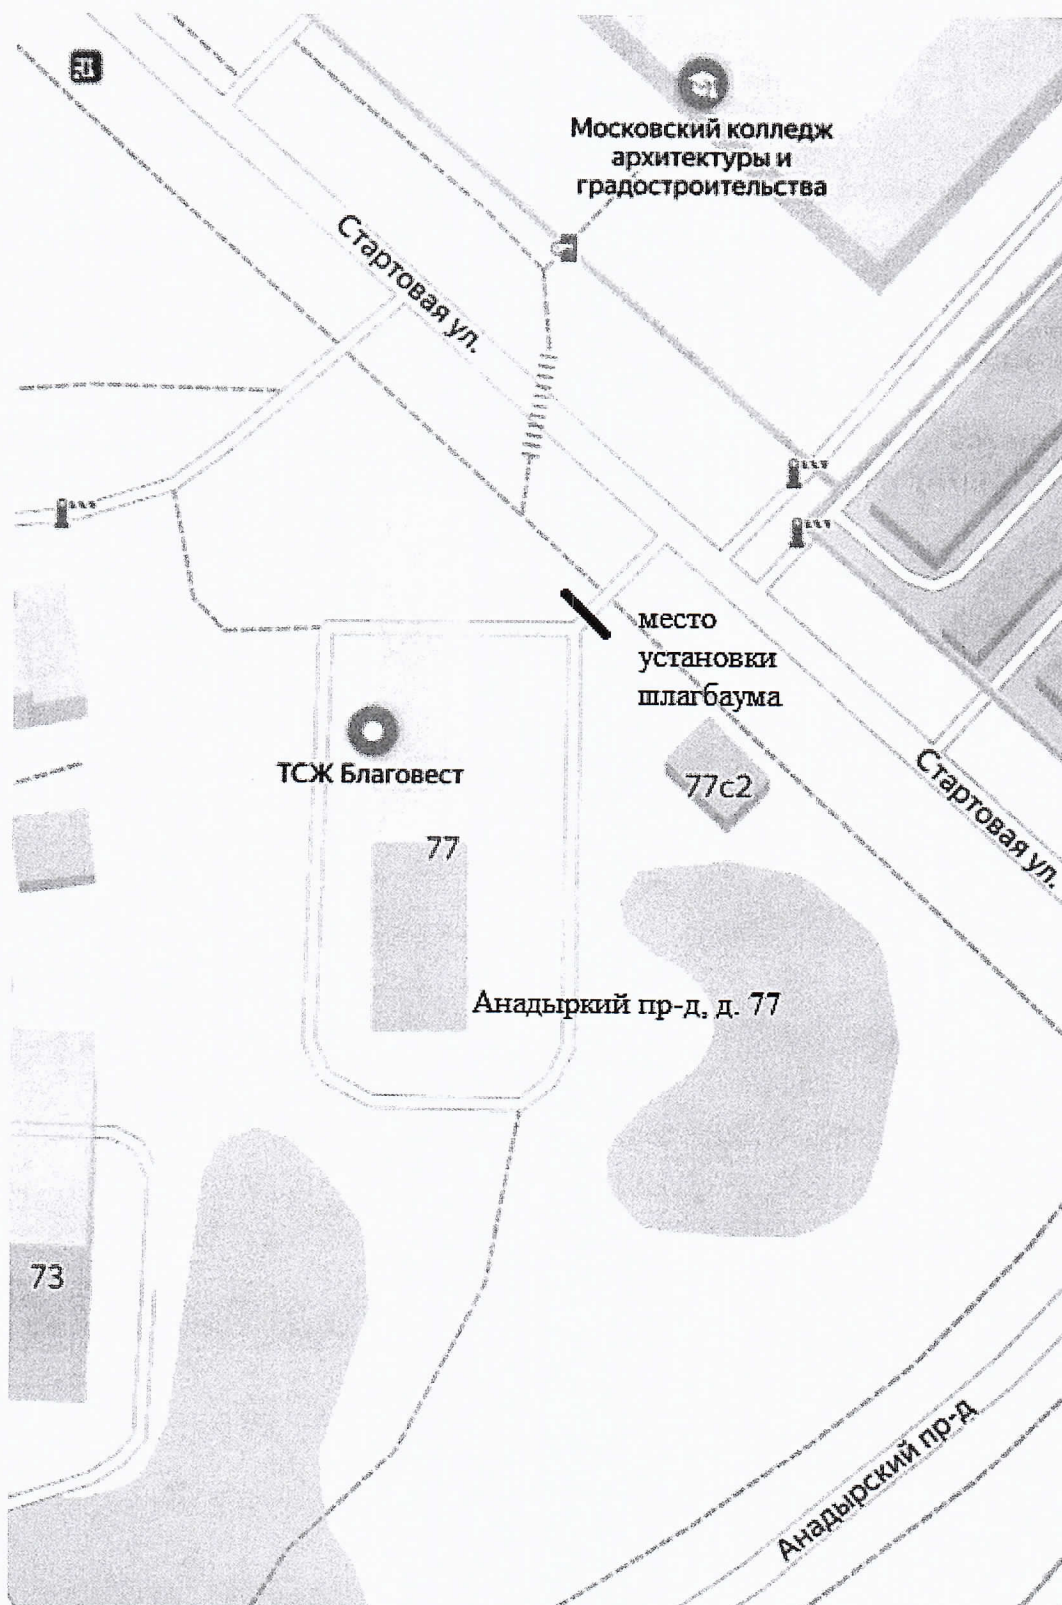 Московский колледж
архитектуры и
градостроительства
Стартовая ул.
место
установки
шлагбаума
ТСЖ Благовест
77с2
Стартовая ул.
77
Анадыркий пр-д, д. 77
73
Анадырский пр-д